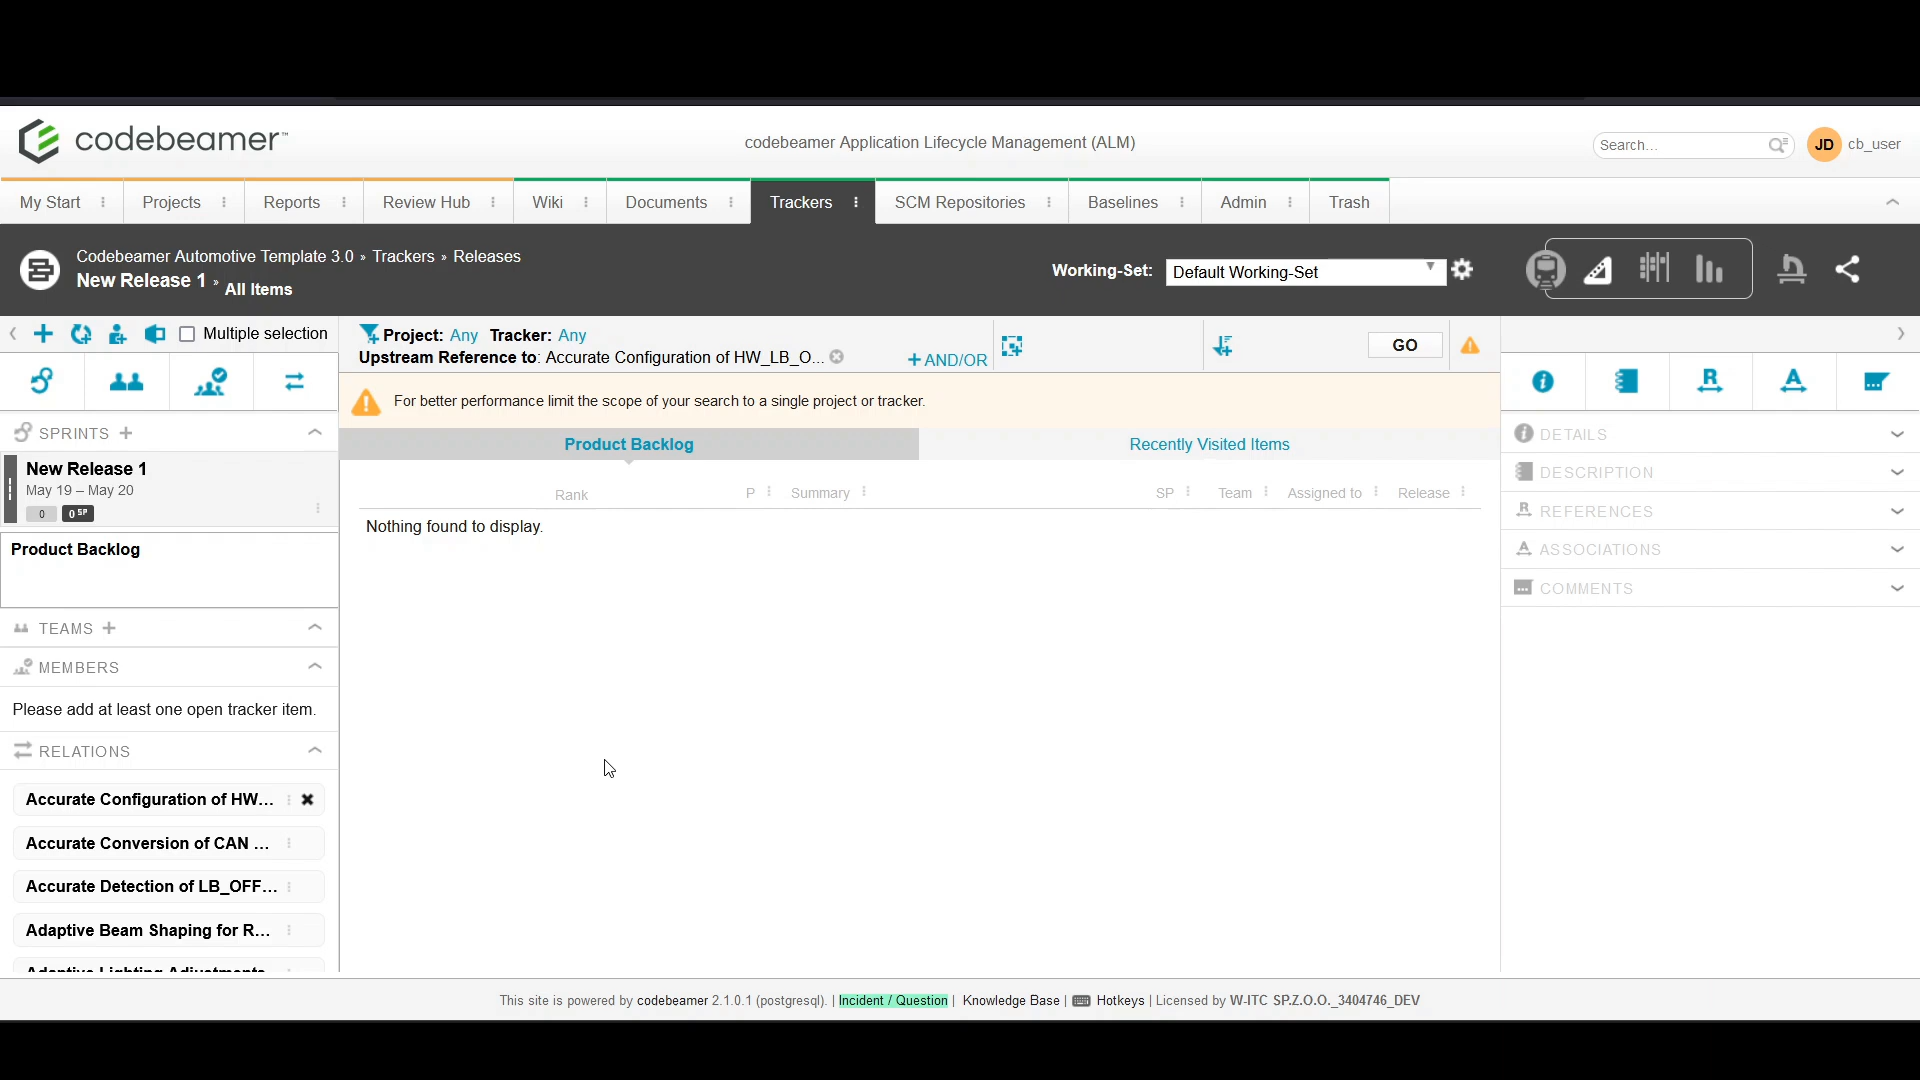 codebeamer™
codebeamer Application Lifecycle Management (ALM)
Search...
JD
cb_user
My Start
Projects
Reports
Review Hub
Wiki
Documents
Trackers
SCM Repositories
Baselines
Admin
Trash
Codebeamer Automotive Template 3.0 » Trackers » Releases
New Release 1 » All Items
Working-Set:
Default Working-Set
Multiple selection
Project: Any Tracker: Any
Upstream Reference to: Accurate Configuration of HW_LB_O...
+AND/OR
GO
For better performance limit the scope of your search to a single project or tracker.
SPRINTS +
New Release 1
May 19 – May 20
0
0 SP
Product Backlog
TEAMS +
MEMBERS
Please add at least one open tracker item.
RELATIONS
Accurate Configuration of HW...
Accurate Conversion of CAN ...
Accurate Detection of LB_OFF...
Adaptive Beam Shaping for R...
Adaptive Lighting Adjustments
Product Backlog
Recently Visited Items
Rank
P
Summary
SP
Team
Assigned to
Release
Nothing found to display.
R
A
DETAILS
DESCRIPTION
R REFERENCES
A ASSOCIATIONS
COMMENTS
This site is powered by codebeamer 2.1.0.1 (postgresql). | Incident / Question | Knowledge Base | Hotkeys | Licensed by W-ITC SP.Z.O.O._3404746_DEV